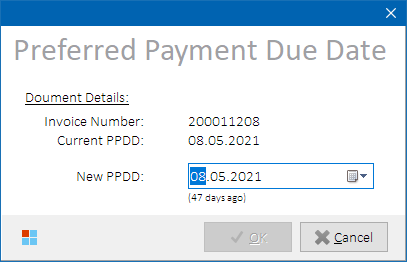 Preferred Payment Due Date
Doument Details:
Invoice Number: 200011208
Current PPDD: 08.05.2021
New PPDD: 08.05.2021
(47 days ago)
OK Cancel